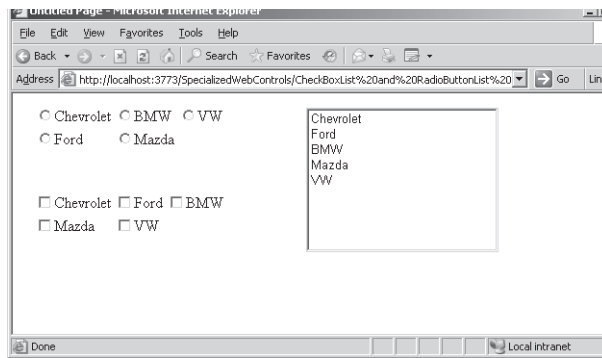 Untitled Page - Microsoft Internet Explorer
File Edit View Favorites Tools Help
Back Search Favorites
Address http://localhost:3773/SpecializedWebControls/CheckBoxList%20and%20RadioButtonList%20 Go Lin
Chevrolet BMW VW
Ford Mazda
Chevrolet Ford BMW
Mazda VW
Chevrolet
Ford
BMW
Mazda
VW
Done Local intranet